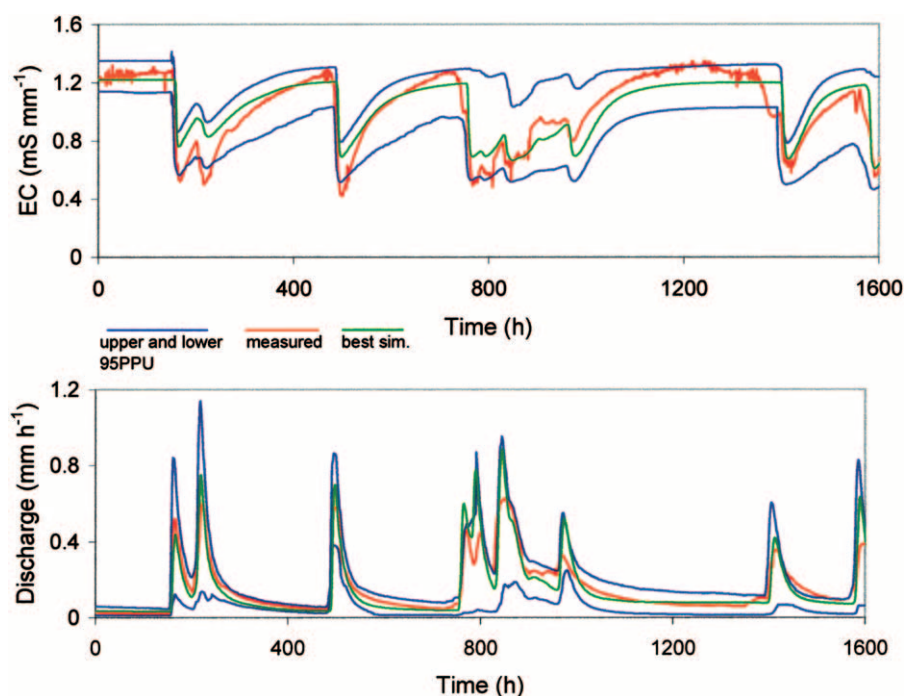 1.6
1.2
0.8
0.4
0
EC (mS mm⁻¹)
0 400 800 1200 1600
Time (h)
upper and lower 95PPU measured best sim.
1.2
0.8
0.4
0
Discharge (mm h⁻¹)
0 400 800 1200 1600
Time (h)